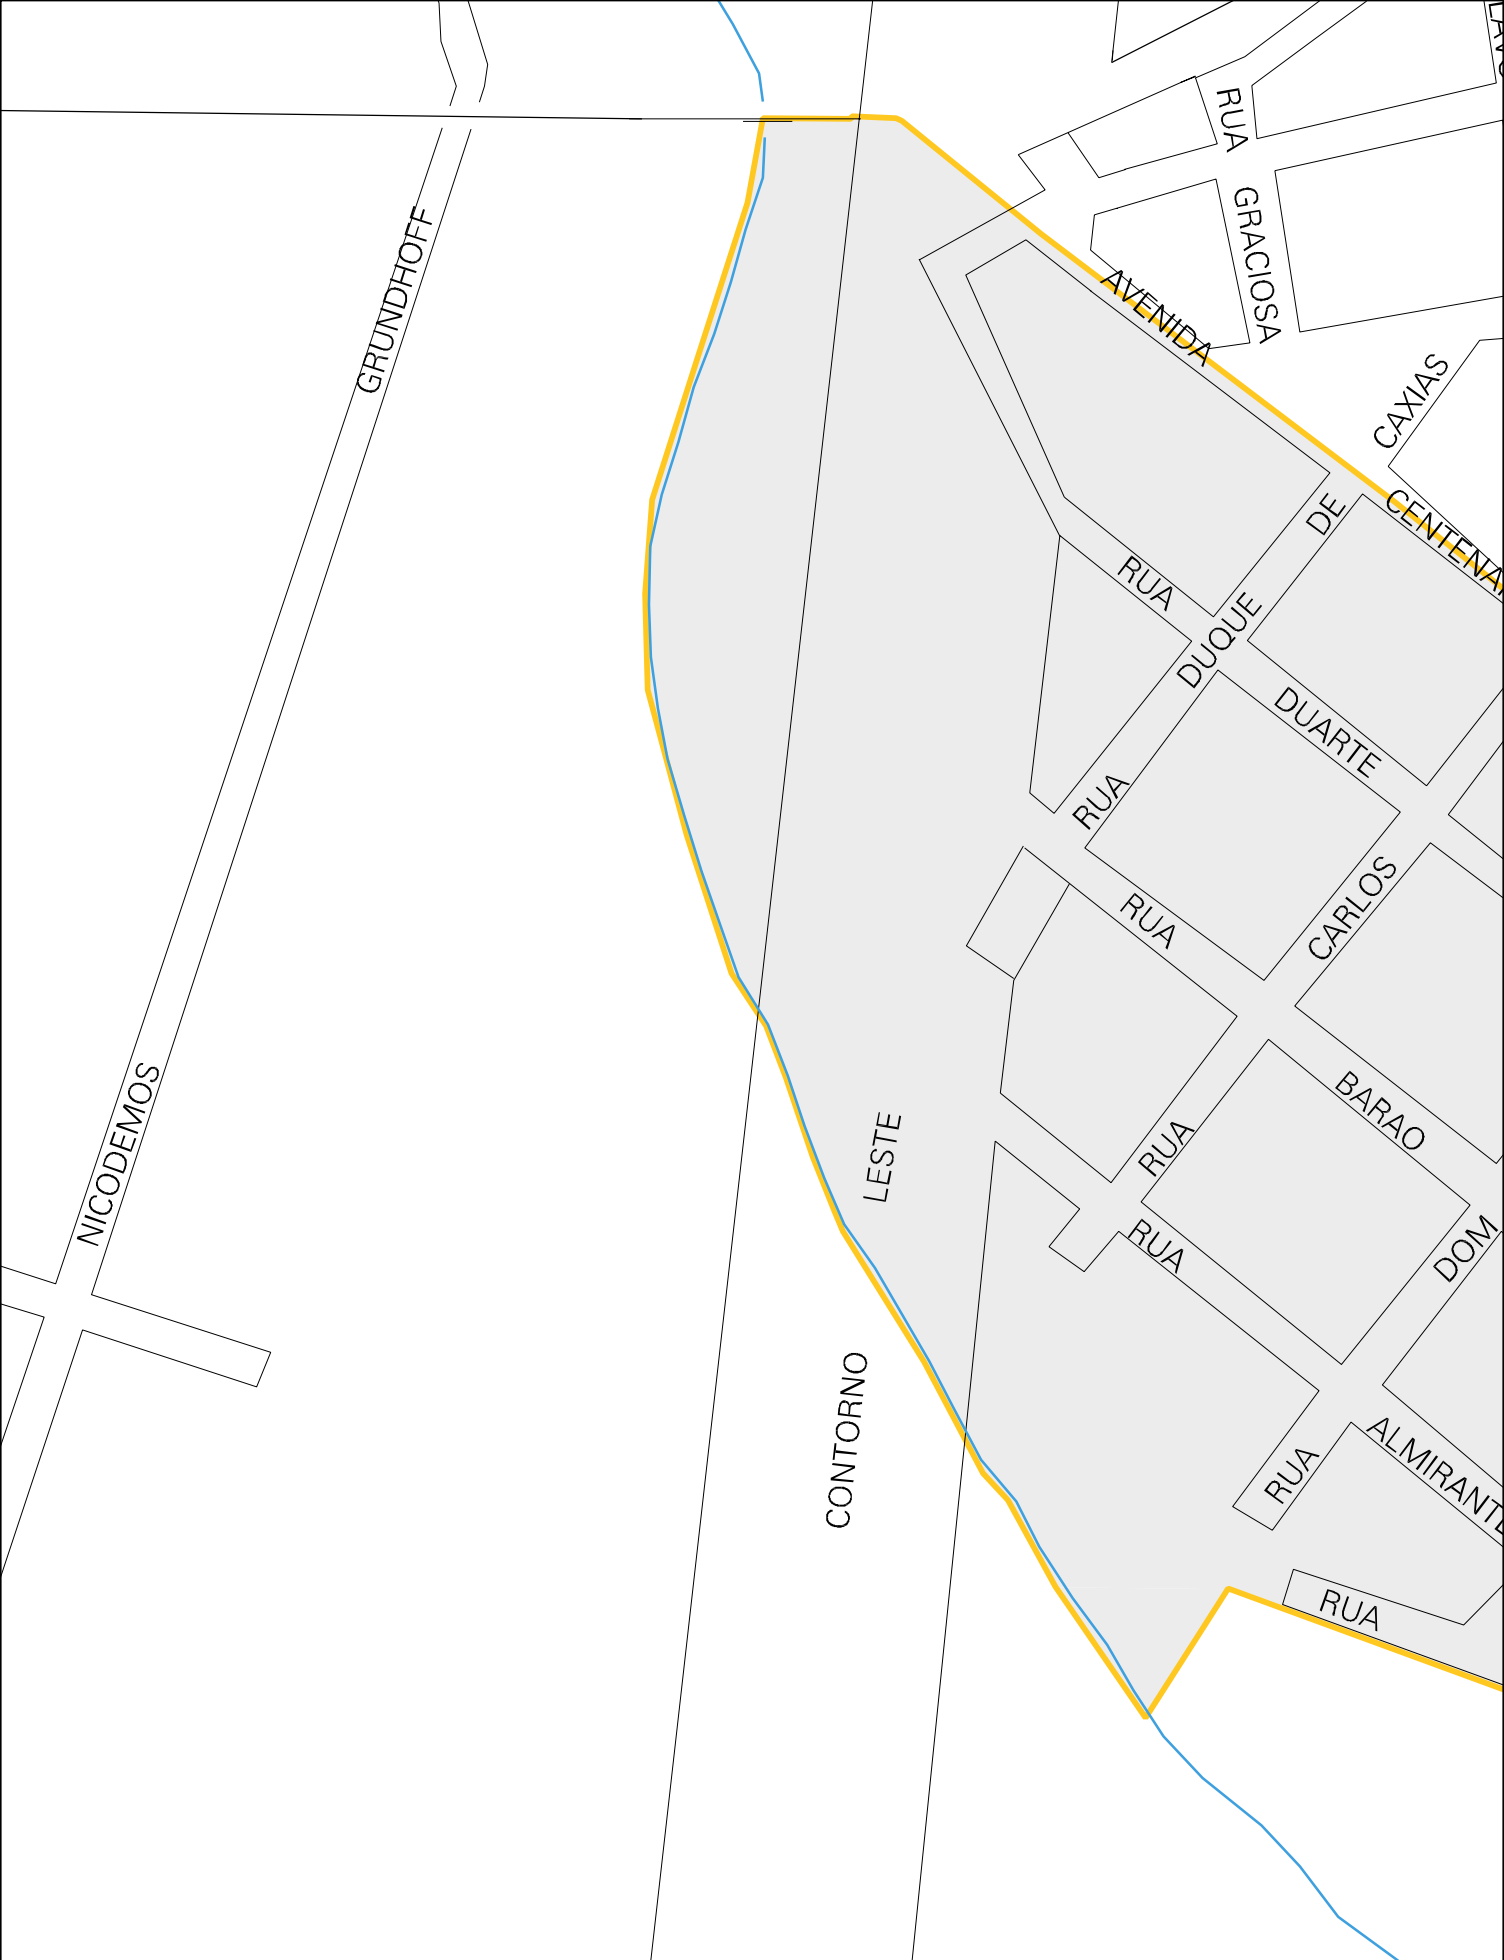 RUA
GRACIOSA
GRUNDHOFF
AVENIDA
CAXIAS
CENTENA
DE
RUA
DUQUE
DUARTE
RUA
CARLOS
RUA
NICODEMOS
BARAO
LESTE
RUA
RUA
DOM
CONTORNO
ALMIRANTE
RUA
RUA